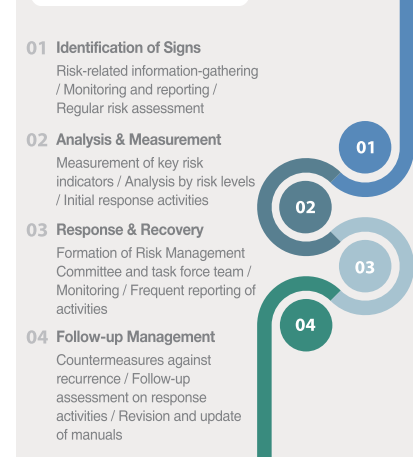 01 Identification of Signs
Risk-related information-gathering
/ Monitoring and reporting /
Regular risk assessment
02 Analysis & Measurement
Measurement of key risk
indicators / Analysis by risk levels
/ Initial response activities
03 Response & Recovery
Formation of Risk Management
Committee and task force team /
Monitoring / Frequent reporting of
activities
04 Follow-up Management
Countermeasures against
recurrence / Follow-up
assessment on response
activities / Revision and update
of manuals
01
02
03
04